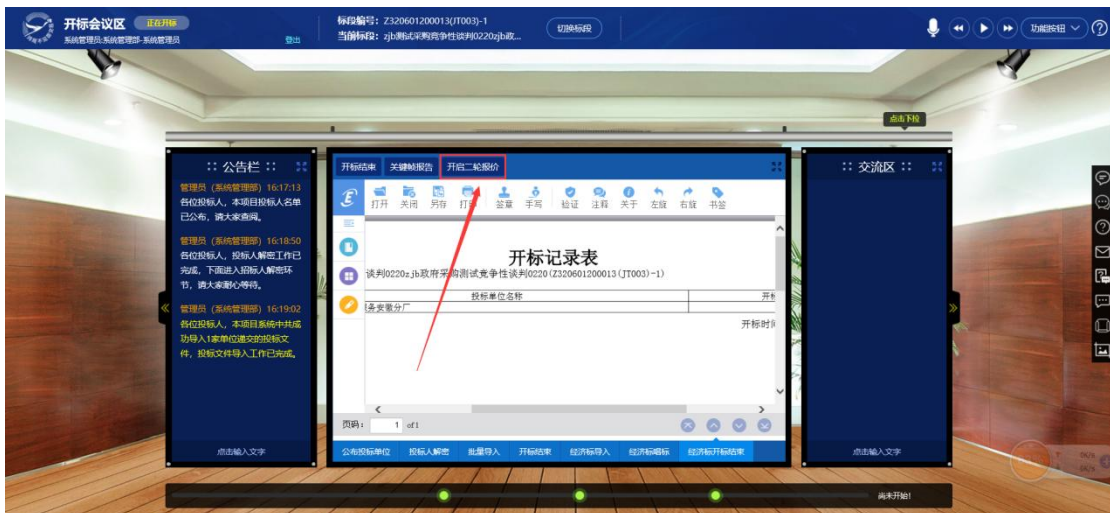 开标会议区 正在开标
系统管理员:系统管理部-系统管理员 登出
标段编号：Z320601200013(JT003)-1
当前标段：zjb测试采购竞争性谈判0220zjb政...
切换标段
功能按钮
点击下拉
:: 公告栏 ::
管理员（系统管理部）16:17:13
各位投标人，本项目投标人名单
已公布，请大家查阅。
管理员（系统管理部）16:18:50
各位投标人，投标人解密工作已
完成，下面进入招标人解密环
节，请大家耐心等待。
管理员（系统管理部）16:19:02
各位投标人，本项目系统中共成
功导入1家单位递交的投标文
件，投标文件导入工作已完成。
点击输入文字
开标结束 关键帧报告 开启二轮报价
打开 关闭 另存 打印 签章 手写 验证 注释 关于 左旋 右旋 书签
开标记录表
谈判0220zjb政府采购测试竞争性谈判0220(Z320601200013(JT003)-1)
投标单位名称 开标
务安徽分厂
开标时间
页码： 1 of1
公布投标单位 投标人解密 批量导入 开标结束 经济标导入 经济标唱标 经济标开标结束
:: 交流区 ::
点击输入文字
尚未开始!